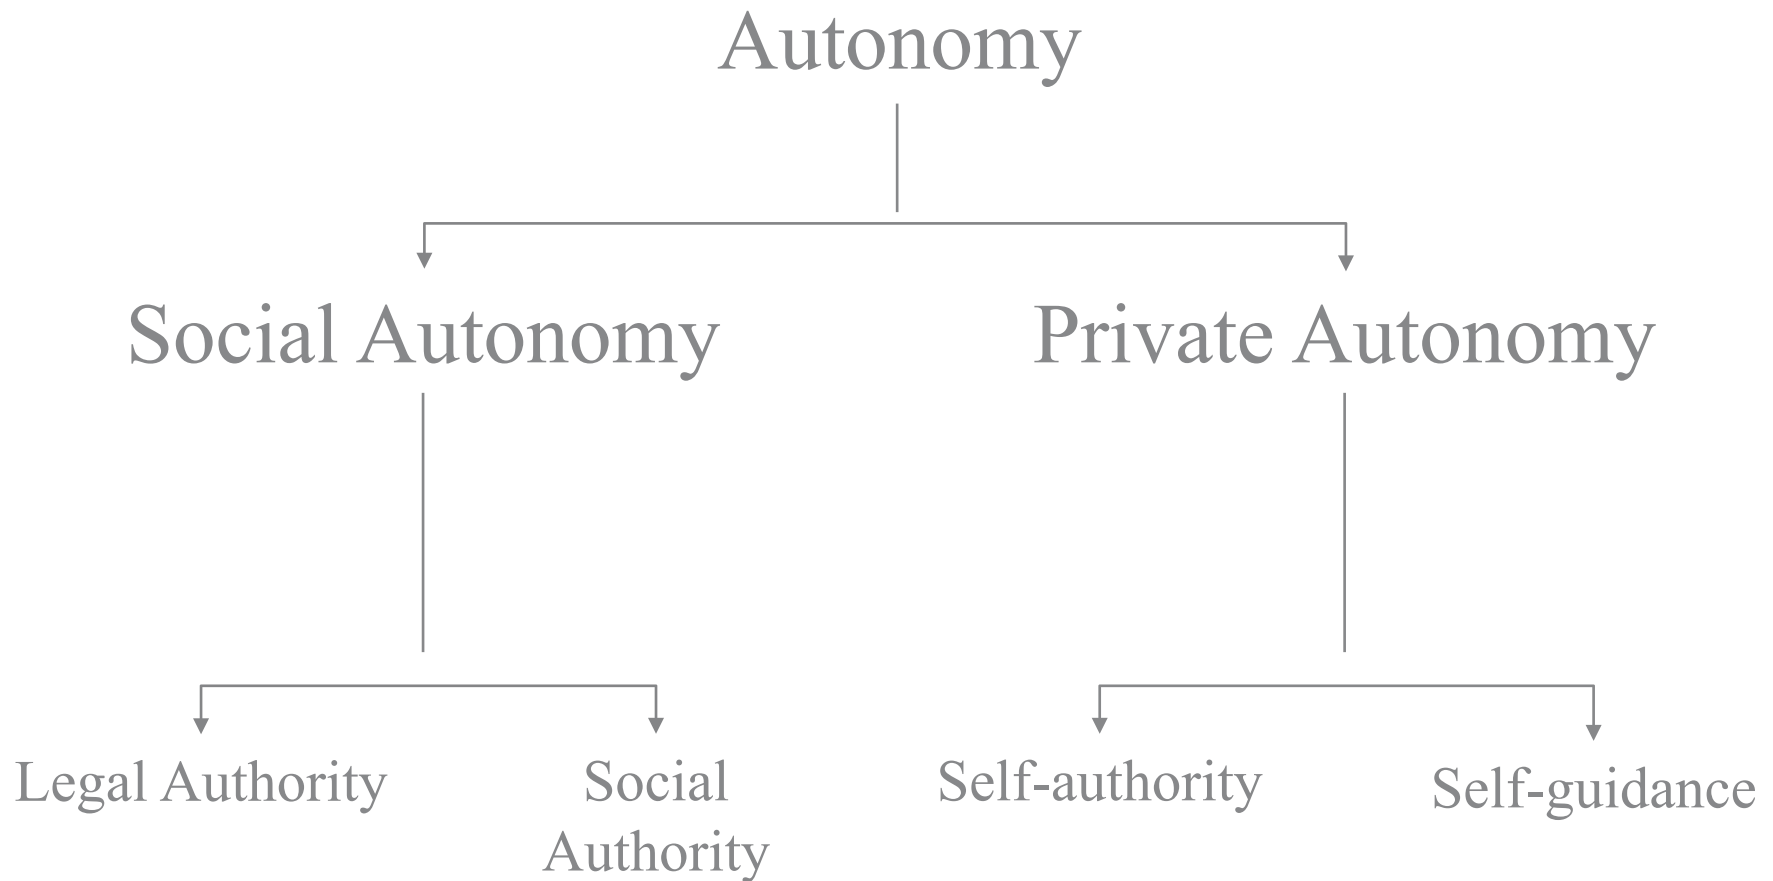 Autonomy
Social Autonomy
Private Autonomy
Legal Authority
Social
Authority
Self-authority
Self-guidance